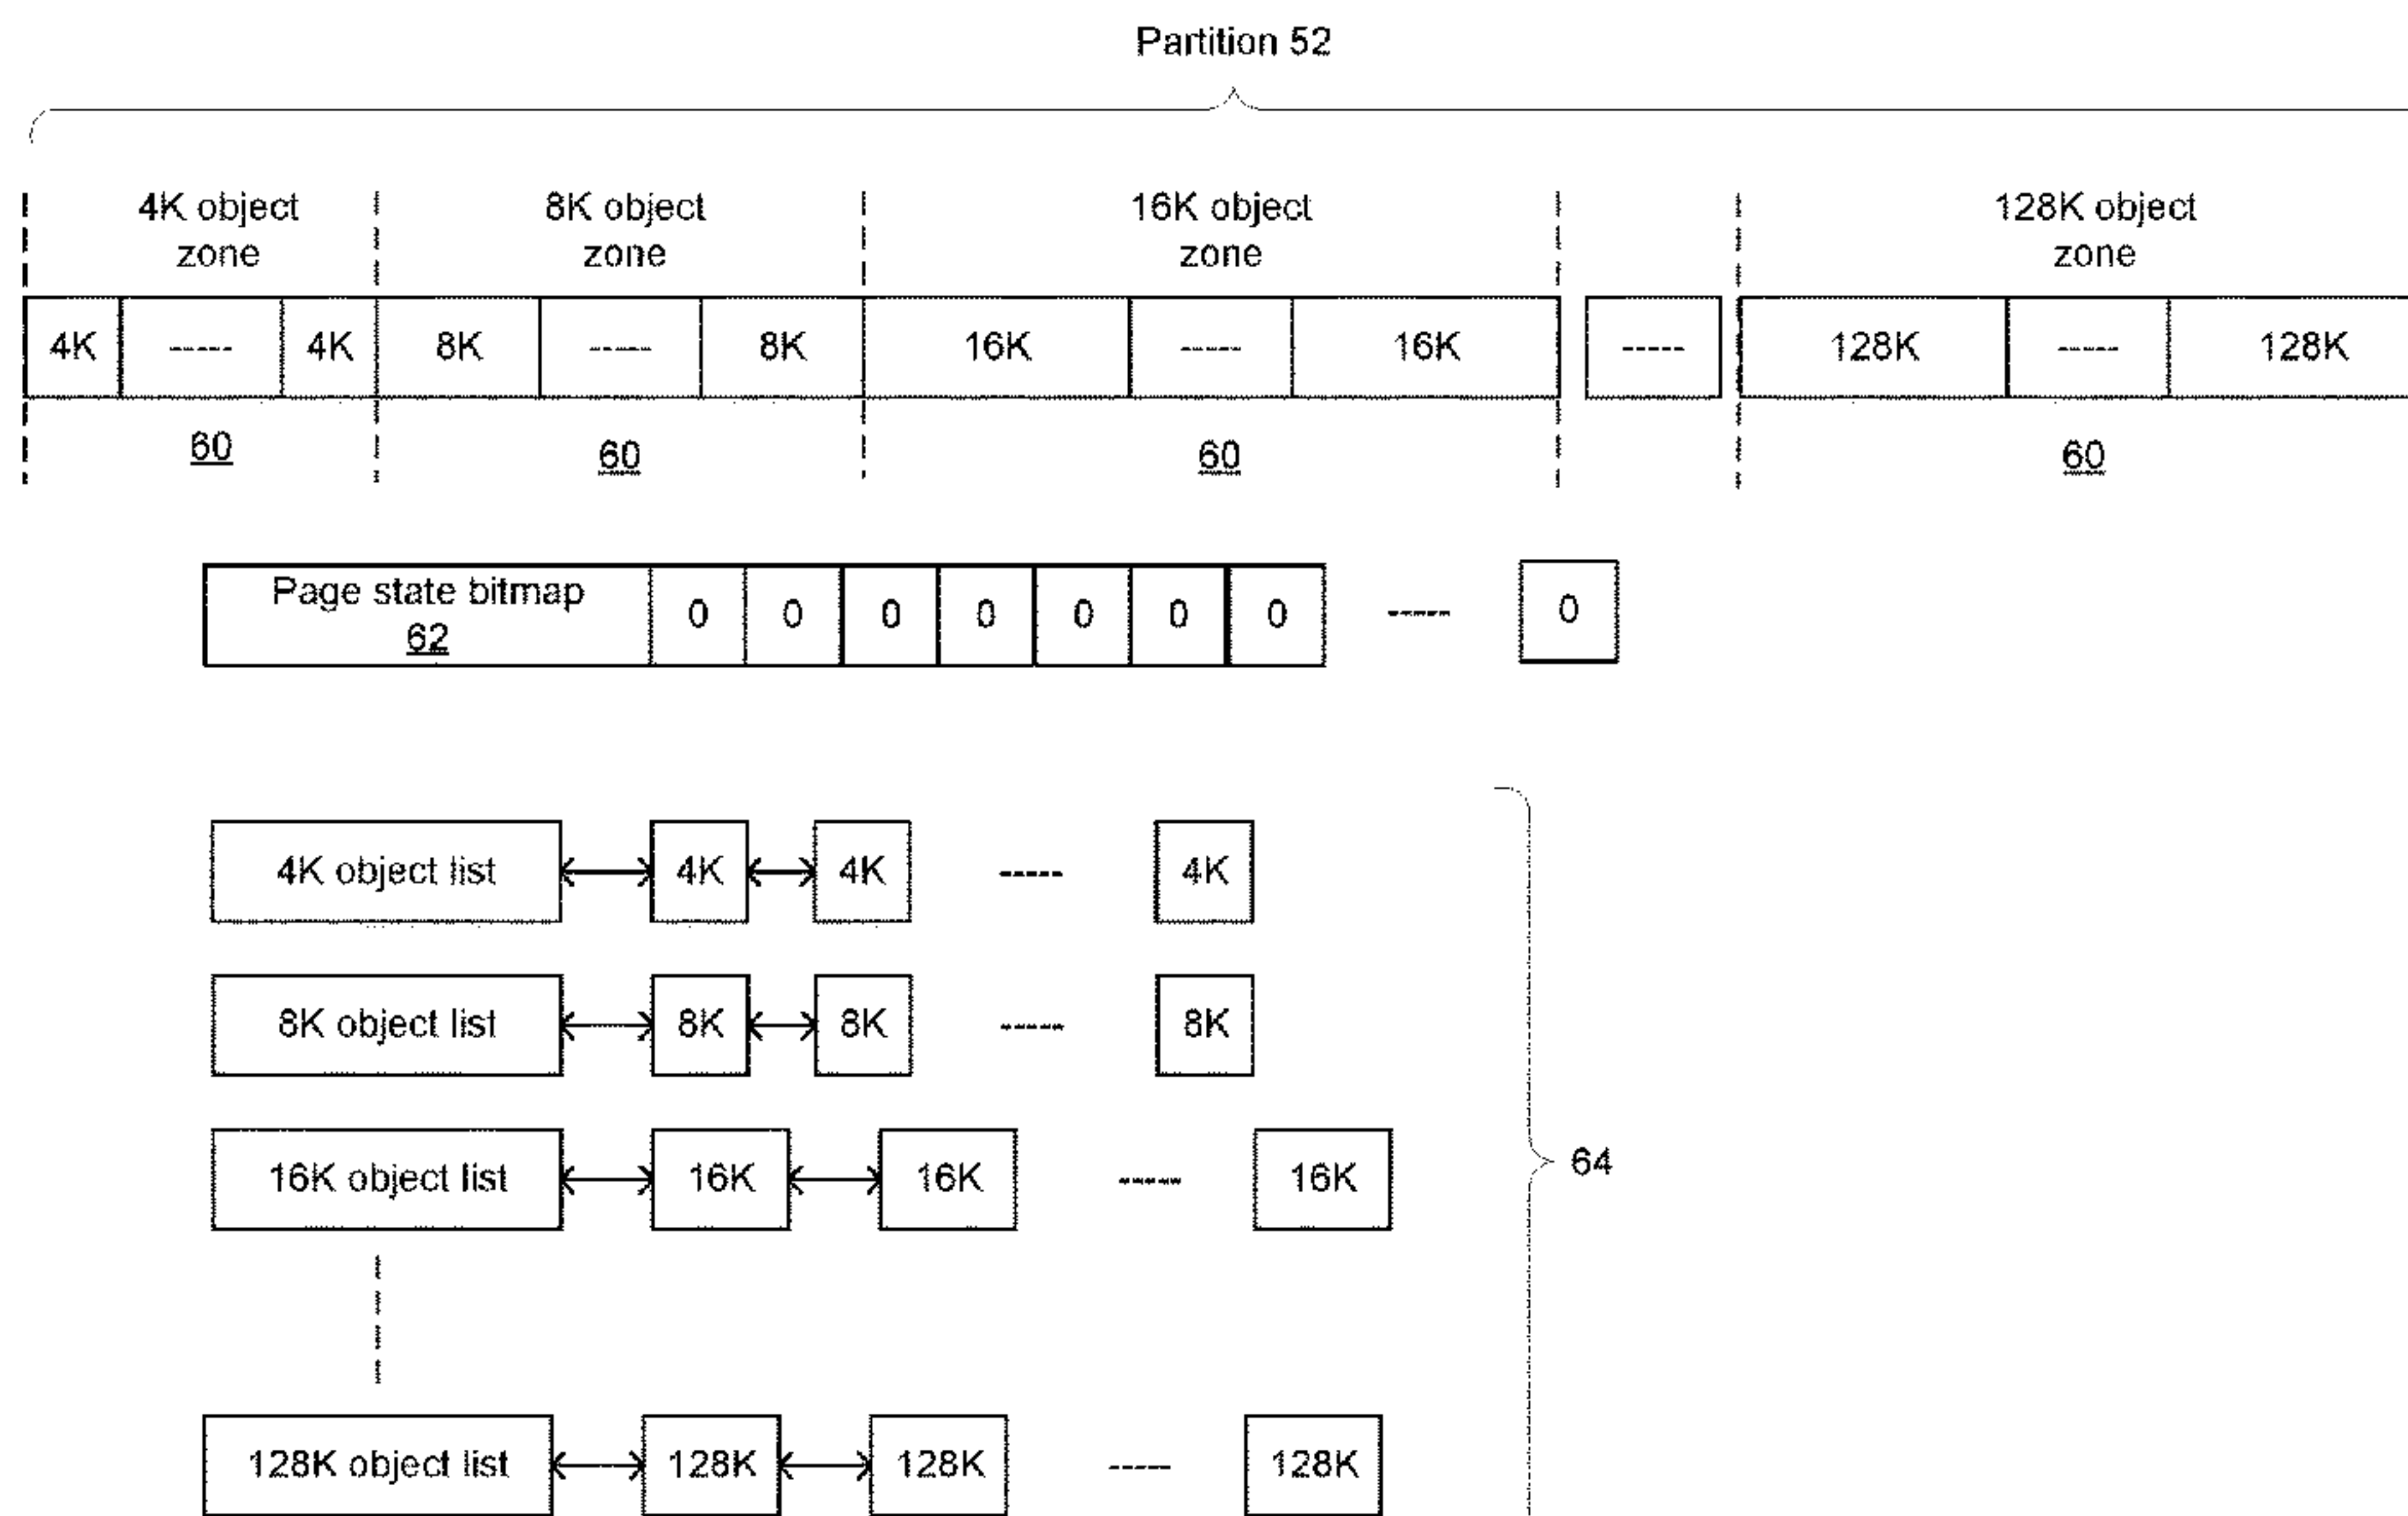 Partition 52
4K object zone
8K object zone
16K object zone
128K object zone
4K ----- 4K 8K ----- 8K 16K ----- 16K ----- 128K ----- 128K
60 60 60 60
Page state bitmap 62
0 0 0 0 0 0 0 ----- 0
4K object list 4K 4K ----- 4K
8K object list 8K 8K ----- 8K
16K object list 16K 16K ----- 16K
64
128K object list 128K 128K ----- 128K